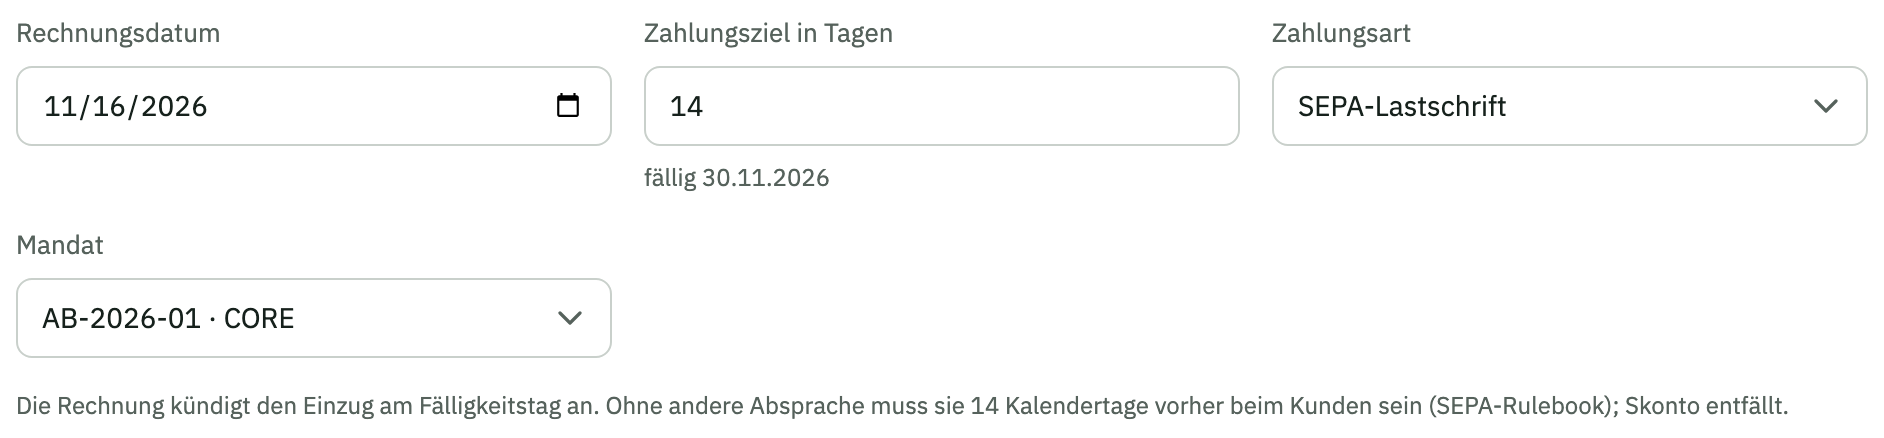 Rechnungsdatum
Zahlungsziel in Tagen
Zahlungsart
11/16/2026
14
SEPA-Lastschrift
fällig 30.11.2026
Mandat
AB-2026-01 · CORE
Die Rechnung kündigt den Einzug am Fälligkeitstag an. Ohne andere Absprache muss sie 14 Kalendertage vorher beim Kunden sein (SEPA-Rulebook); Skonto entfällt.